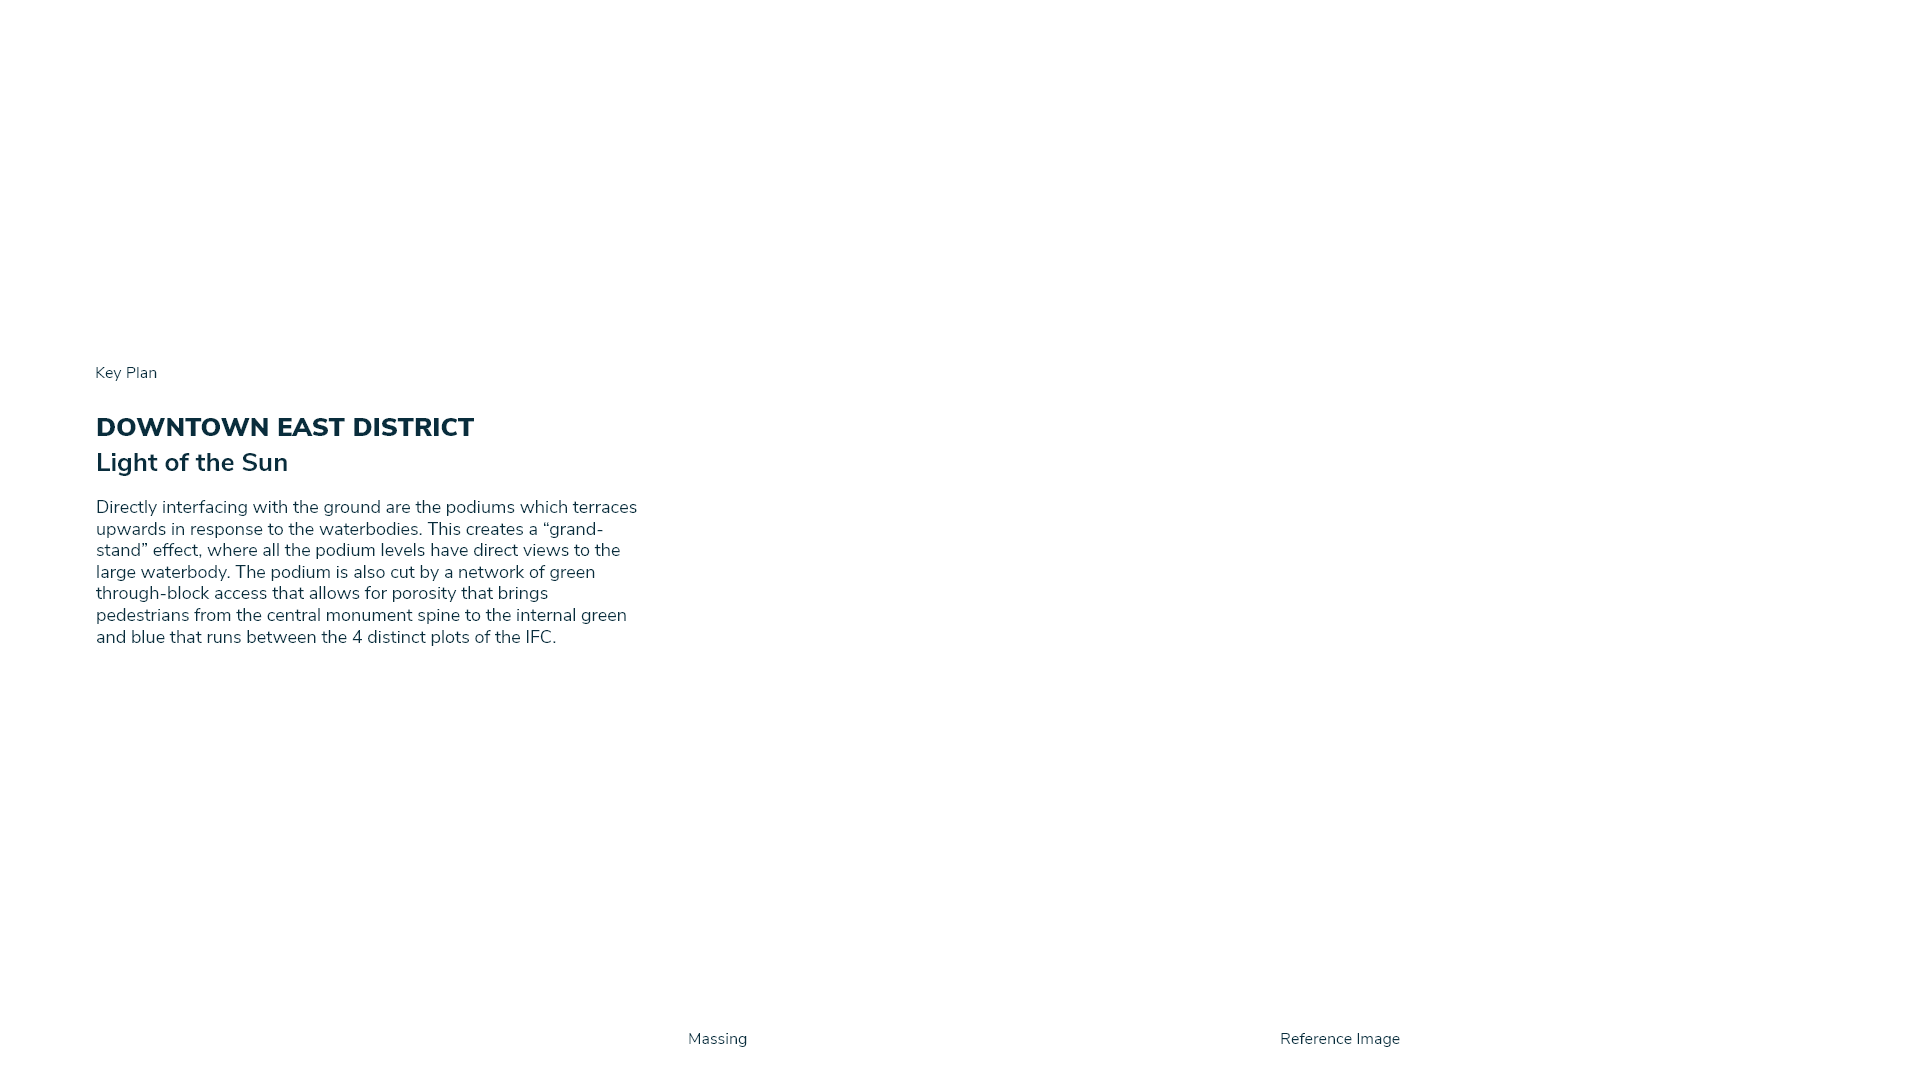 Key Plan
DOWNTOWN EAST DISTRICT
Light of the Sun
Directly interfacing with the ground are the podiums which terraces
upwards in response to the waterbodies. This creates a “grand-
stand” effect, where all the podium levels have direct views to the
large waterbody. The podium is also cut by a network of green
through-block access that allows for porosity that brings
pedestrians from the central monument spine to the internal green
and blue that runs between the 4 distinct plots of the IFC.
Massing
Reference Image